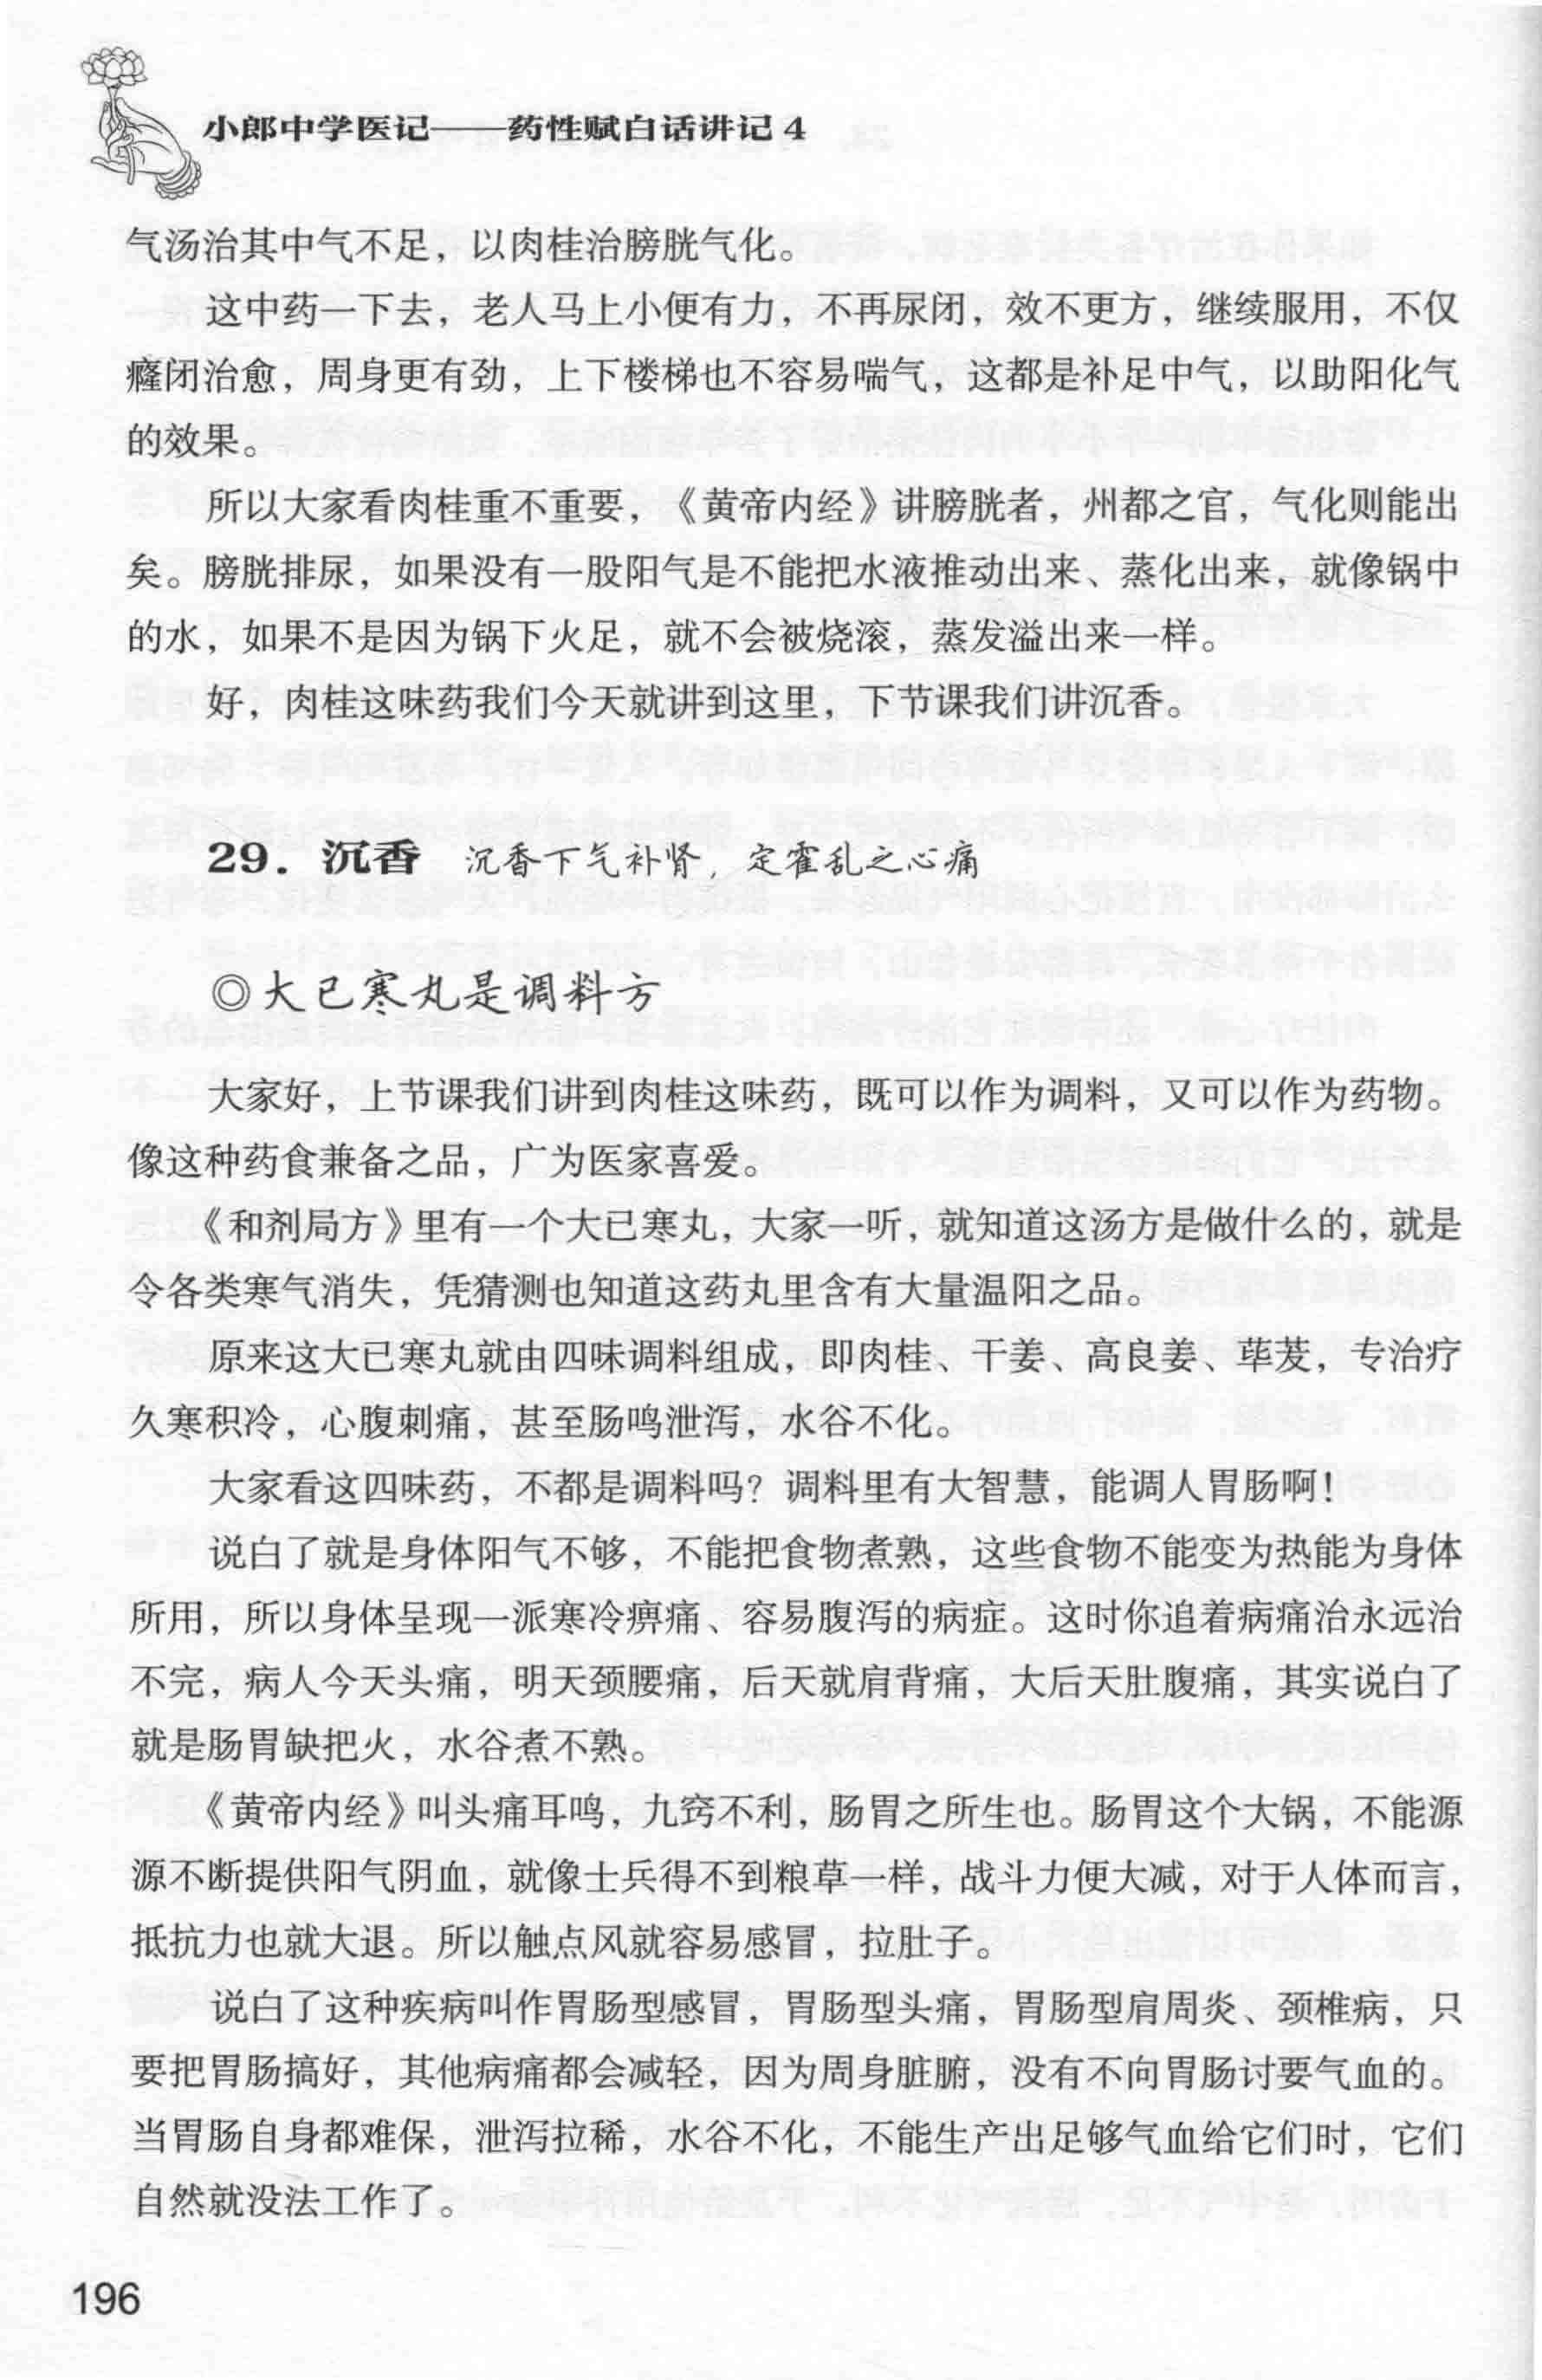 小郎中学医记——药性赋白话讲记 4
气汤治其中气不足，以肉桂治膀胱气化。
这中药一下去，老人马上小便有力，不再尿闭，效不更方，继续服用，不仅
癃闭治愈，周身更有劲，上下楼梯也不容易喘气，这都是补足中气，以助阳化气
的效果。
所以大家看肉桂重不重要，《黄帝内经》讲膀胱者，州都之官，气化则能出
矣。膀胱排尿，如果没有一股阳气是不能把水液推动出来、蒸化出来，就像锅中
的水，如果不是因为锅下火足，就不会被烧滚，蒸发溢出来一样。
好，肉桂这味药我们今天就讲到这里，下节课我们讲沉香。
29．沉香 沉香下气补肾，定霍乱之心痛
◎大已寒丸是调料方
大家好，上节课我们讲到肉桂这味药，既可以作为调料，又可以作为药物。
像这种药食兼备之品，广为医家喜爱。
《和剂局方》里有一个大已寒丸，大家一听，就知道这汤方是做什么的，就是
令各类寒气消失，凭猜测也知道这药丸里含有大量温阳之品。
原来这大已寒丸就由四味调料组成，即肉桂、干姜、高良姜、荜茇，专治疗
久寒积冷，心腹刺痛，甚至肠鸣泄泻，水谷不化。
大家看这四味药，不都是调料吗？调料里有大智慧，能调人胃肠啊！
说白了就是身体阳气不够，不能把食物煮熟，这些食物不能变为热能为身体
所用，所以身体呈现一派寒冷痹痛、容易腹泻的病症。这时你追着病痛治永远治
不完，病人今天头痛，明天颈腰痛，后天就肩背痛，大后天肚腹痛，其实说白了
就是肠胃缺把火，水谷煮不熟。
《黄帝内经》叫头痛耳鸣，九窍不利，肠胃之所生也。肠胃这个大锅，不能源
源不断提供阳气阴血，就像士兵得不到粮草一样，战斗力便大减，对于人体而言，
抵抗力也就大退。所以触点风就容易感冒，拉肚子。
说白了这种疾病叫作胃肠型感冒，胃肠型头痛，胃肠型肩周炎、颈椎病，只
要把胃肠搞好，其他病痛都会减轻，因为周身脏腑，没有不向胃肠讨要气血的。
当胃肠自身都难保，泄泻拉稀，水谷不化，不能生产出足够气血给它们时，它们
自然就没法工作了。
196